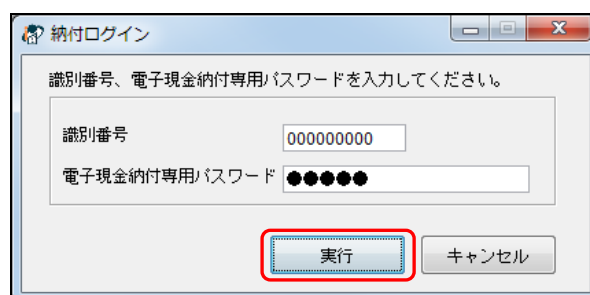 納付ログイン
識別番号、電子現金納付専用パスワードを入力してください。
識別番号 000000000
電子現金納付専用パスワード ●●●●●
実行 キャンセル